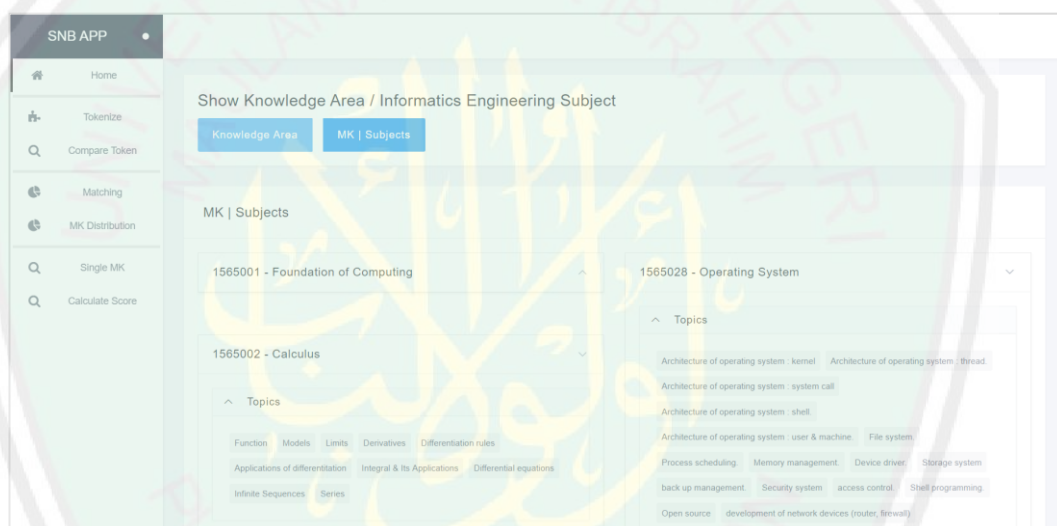 SNB APP
Home
Tokenize
Compare Token
Matching
MK Distribution
Single MK
Calculate Score
Show Knowledge Area / Informatics Engineering Subject
Knowledge Area
MK | Subjects
MK | Subjects
1565001 - Foundation of Computing
1565002 - Calculus
Topics
Function Models Limits Derivatives Differentiation rules
Applications of differentitation Integral & Its Applications Differential equations
Infinite Sequences Series
1565028 - Operating System
Topics
Architecture of operating system : kernel Architecture of operating system : thread.
Architecture of operating system : system call
Architecture of operating system : shell.
Architecture of operating system : user & machine. File system
Process scheduling. Memory management. Device driver. Storage system
back up management. Security system access control. Shell programming.
Open source development of network devices (router, firewall)